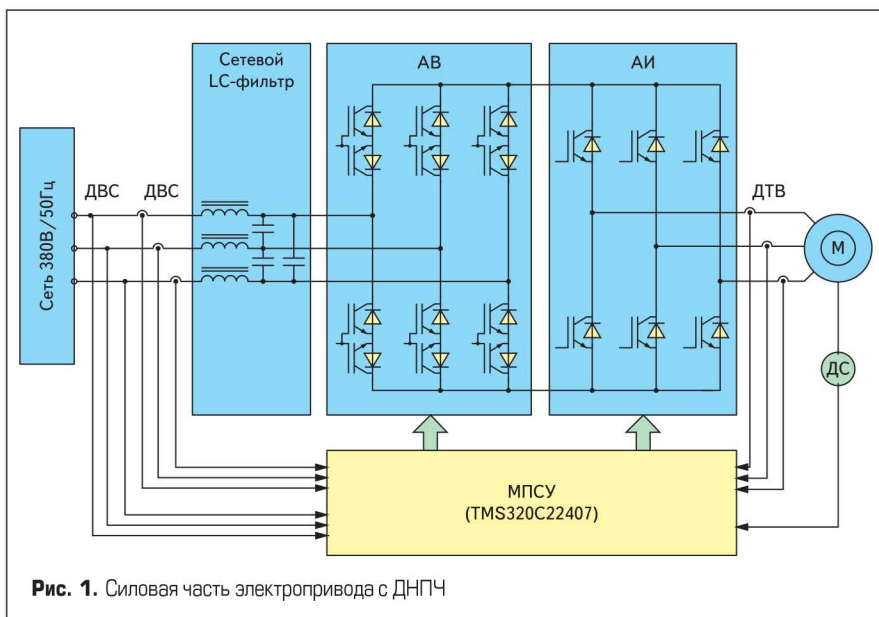 Сетевой
LC-фильтр
АВ
АИ
Сеть 380В/50Гц
ДВС
ДВС
ДТВ
М
ДС
МПСУ
(TMS320C22407)
Рис. 1. Силовая часть электропривода с ДНПЧ